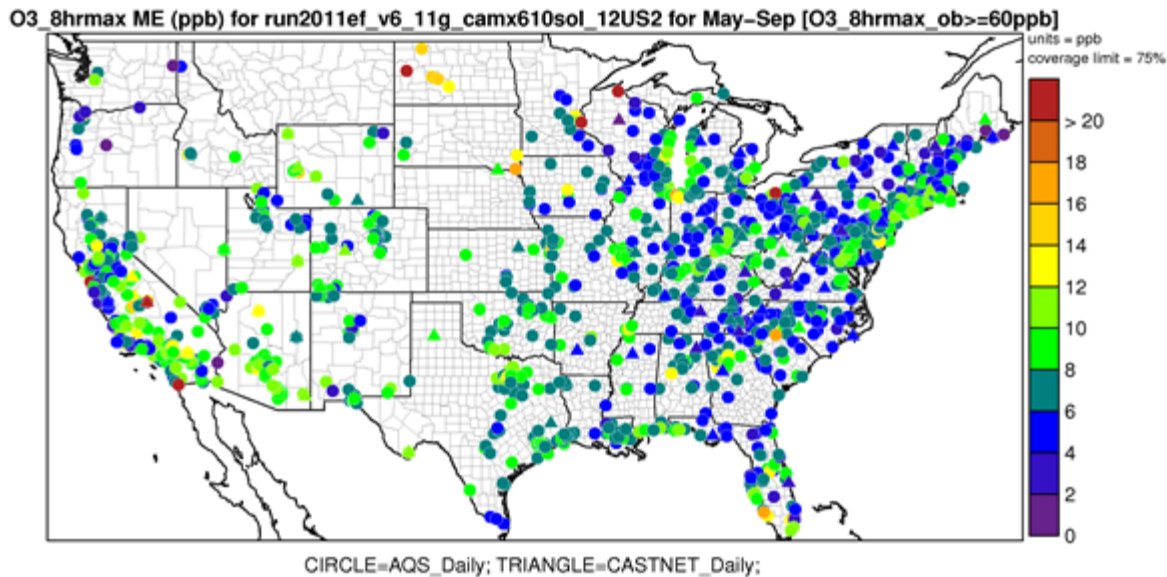 O3_8hrmax ME (ppb) for run2011ef_v6_11g_camx610sol_12US2 for May−Sep [O3_8hrmax_ob>=60ppb]
units = ppb
coverage limit = 75%
> 20
18
16
14
12
10
8
6
4
2
0
CIRCLE=AQS_Daily; TRIANGLE=CASTNET_Daily;